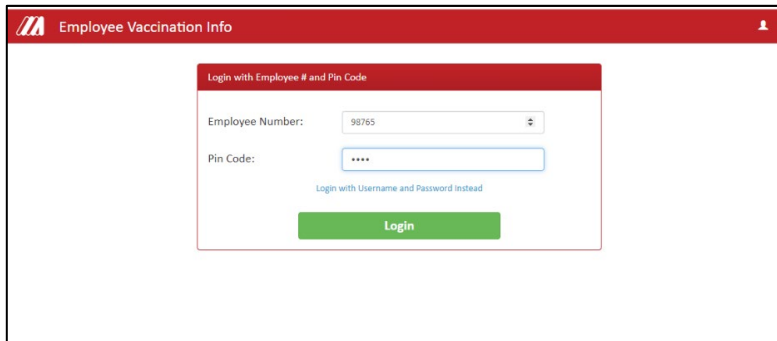 Employee Vaccination Info
Login with Employee # and Pin Code
Employee Number: 98765
Pin Code: ••••
Login with Username and Password Instead
Login